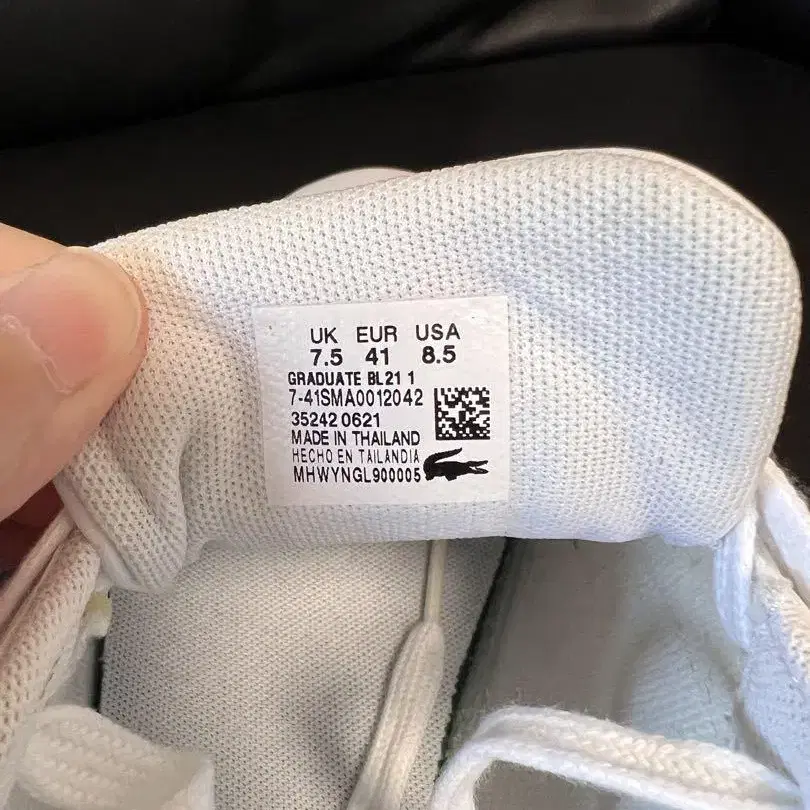 UK EUR USA
7.5 41 8.5
GRADUATE BL21 1
7-41SMA0012042
35242 0621
MADE IN THAILAND
HECHO EN TAILANDIA
MHWYNGL900005